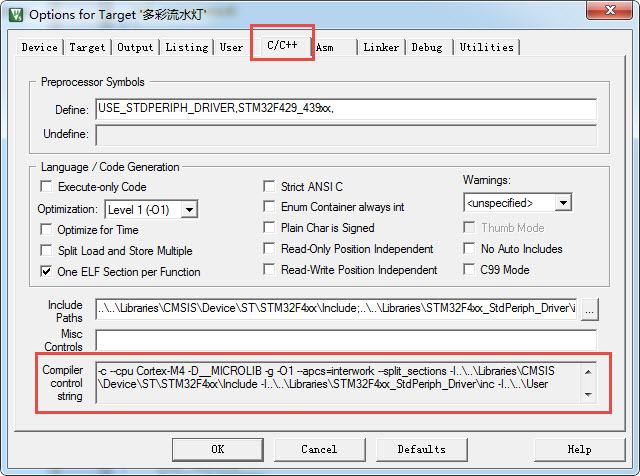 Options for Target '多彩流水灯'
Device Target Output Listing User C/C++ Asm Linker Debug Utilities
Preprocessor Symbols
Define: USE_STDPERIPH_DRIVER,STM32F429_439xx,
Undefine:
Language / Code Generation
Execute-only Code
Optimization: Level 1 (-O1)
Optimize for Time
Split Load and Store Multiple
One ELF Section per Function
Strict ANSI C
Enum Container always int
Plain Char is Signed
Read-Only Position Independent
Read-Write Position Independent
Warnings:
<unspecified>
Thumb Mode
No Auto Includes
C99 Mode
Include
Paths
..\..\Libraries\CMSIS\Device\ST\STM32F4xx\Include;..\..\Libraries\STM32F4xx_StdPeriph_Driver\i
...
Misc
Controls
Compiler
control
string
-c --cpu Cortex-M4 -D__MICROLIB -g -O1 --apcs=interwork --split_sections -I..\..\Libraries\CMSIS
\Device\ST\STM32F4xx\Include -I..\..\Libraries\STM32F4xx_StdPeriph_Driver\inc -I..\..\User
OK Cancel Defaults Help